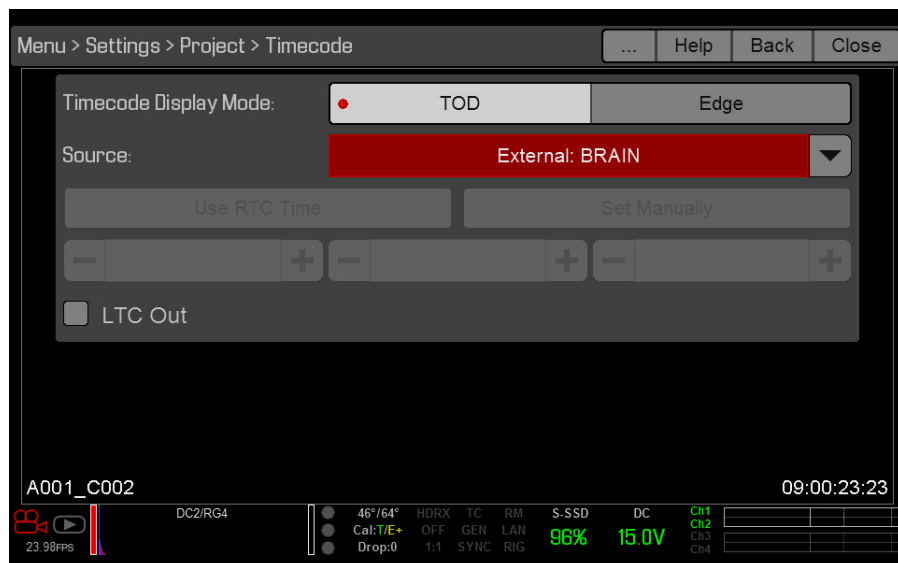 Menu > Settings > Project > Timecode ... Help Back Close
Timecode Display Mode: TOD Edge
Source: External: BRAIN
Use RTC Time Set Manually
LTC Out
A001_C002 09:00:23:23
DC2/RG4 46°/64° HDRX TC RM S-SSD DC Ch1
Ch2
Cal:T/E+ OFF GEN LAN 96% 15.0V Ch3
23.98FPS Drop:0 1:1 SYNC RIG Ch4